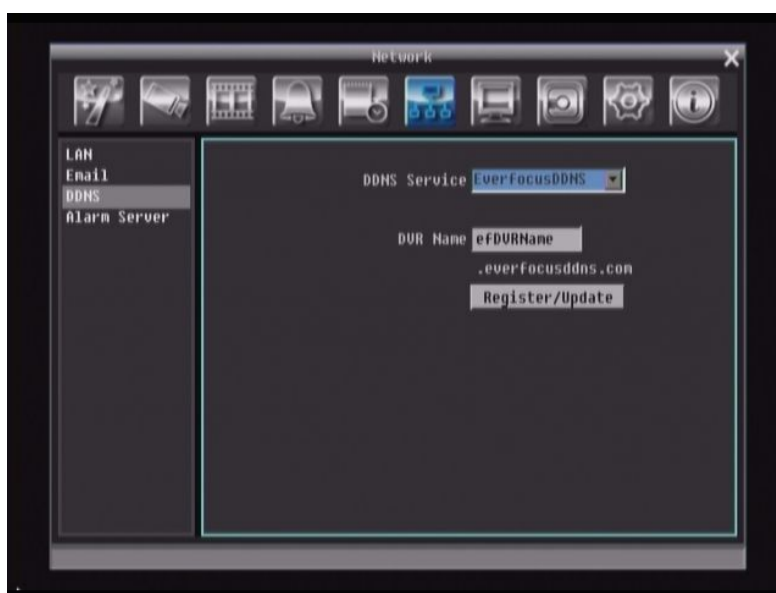 Network
LAN
Email
DDNS
Alarm Server
DDNS Service EverFocusDDNS
DVR Name efDVRName
.everfocusddns.com
Register/Update